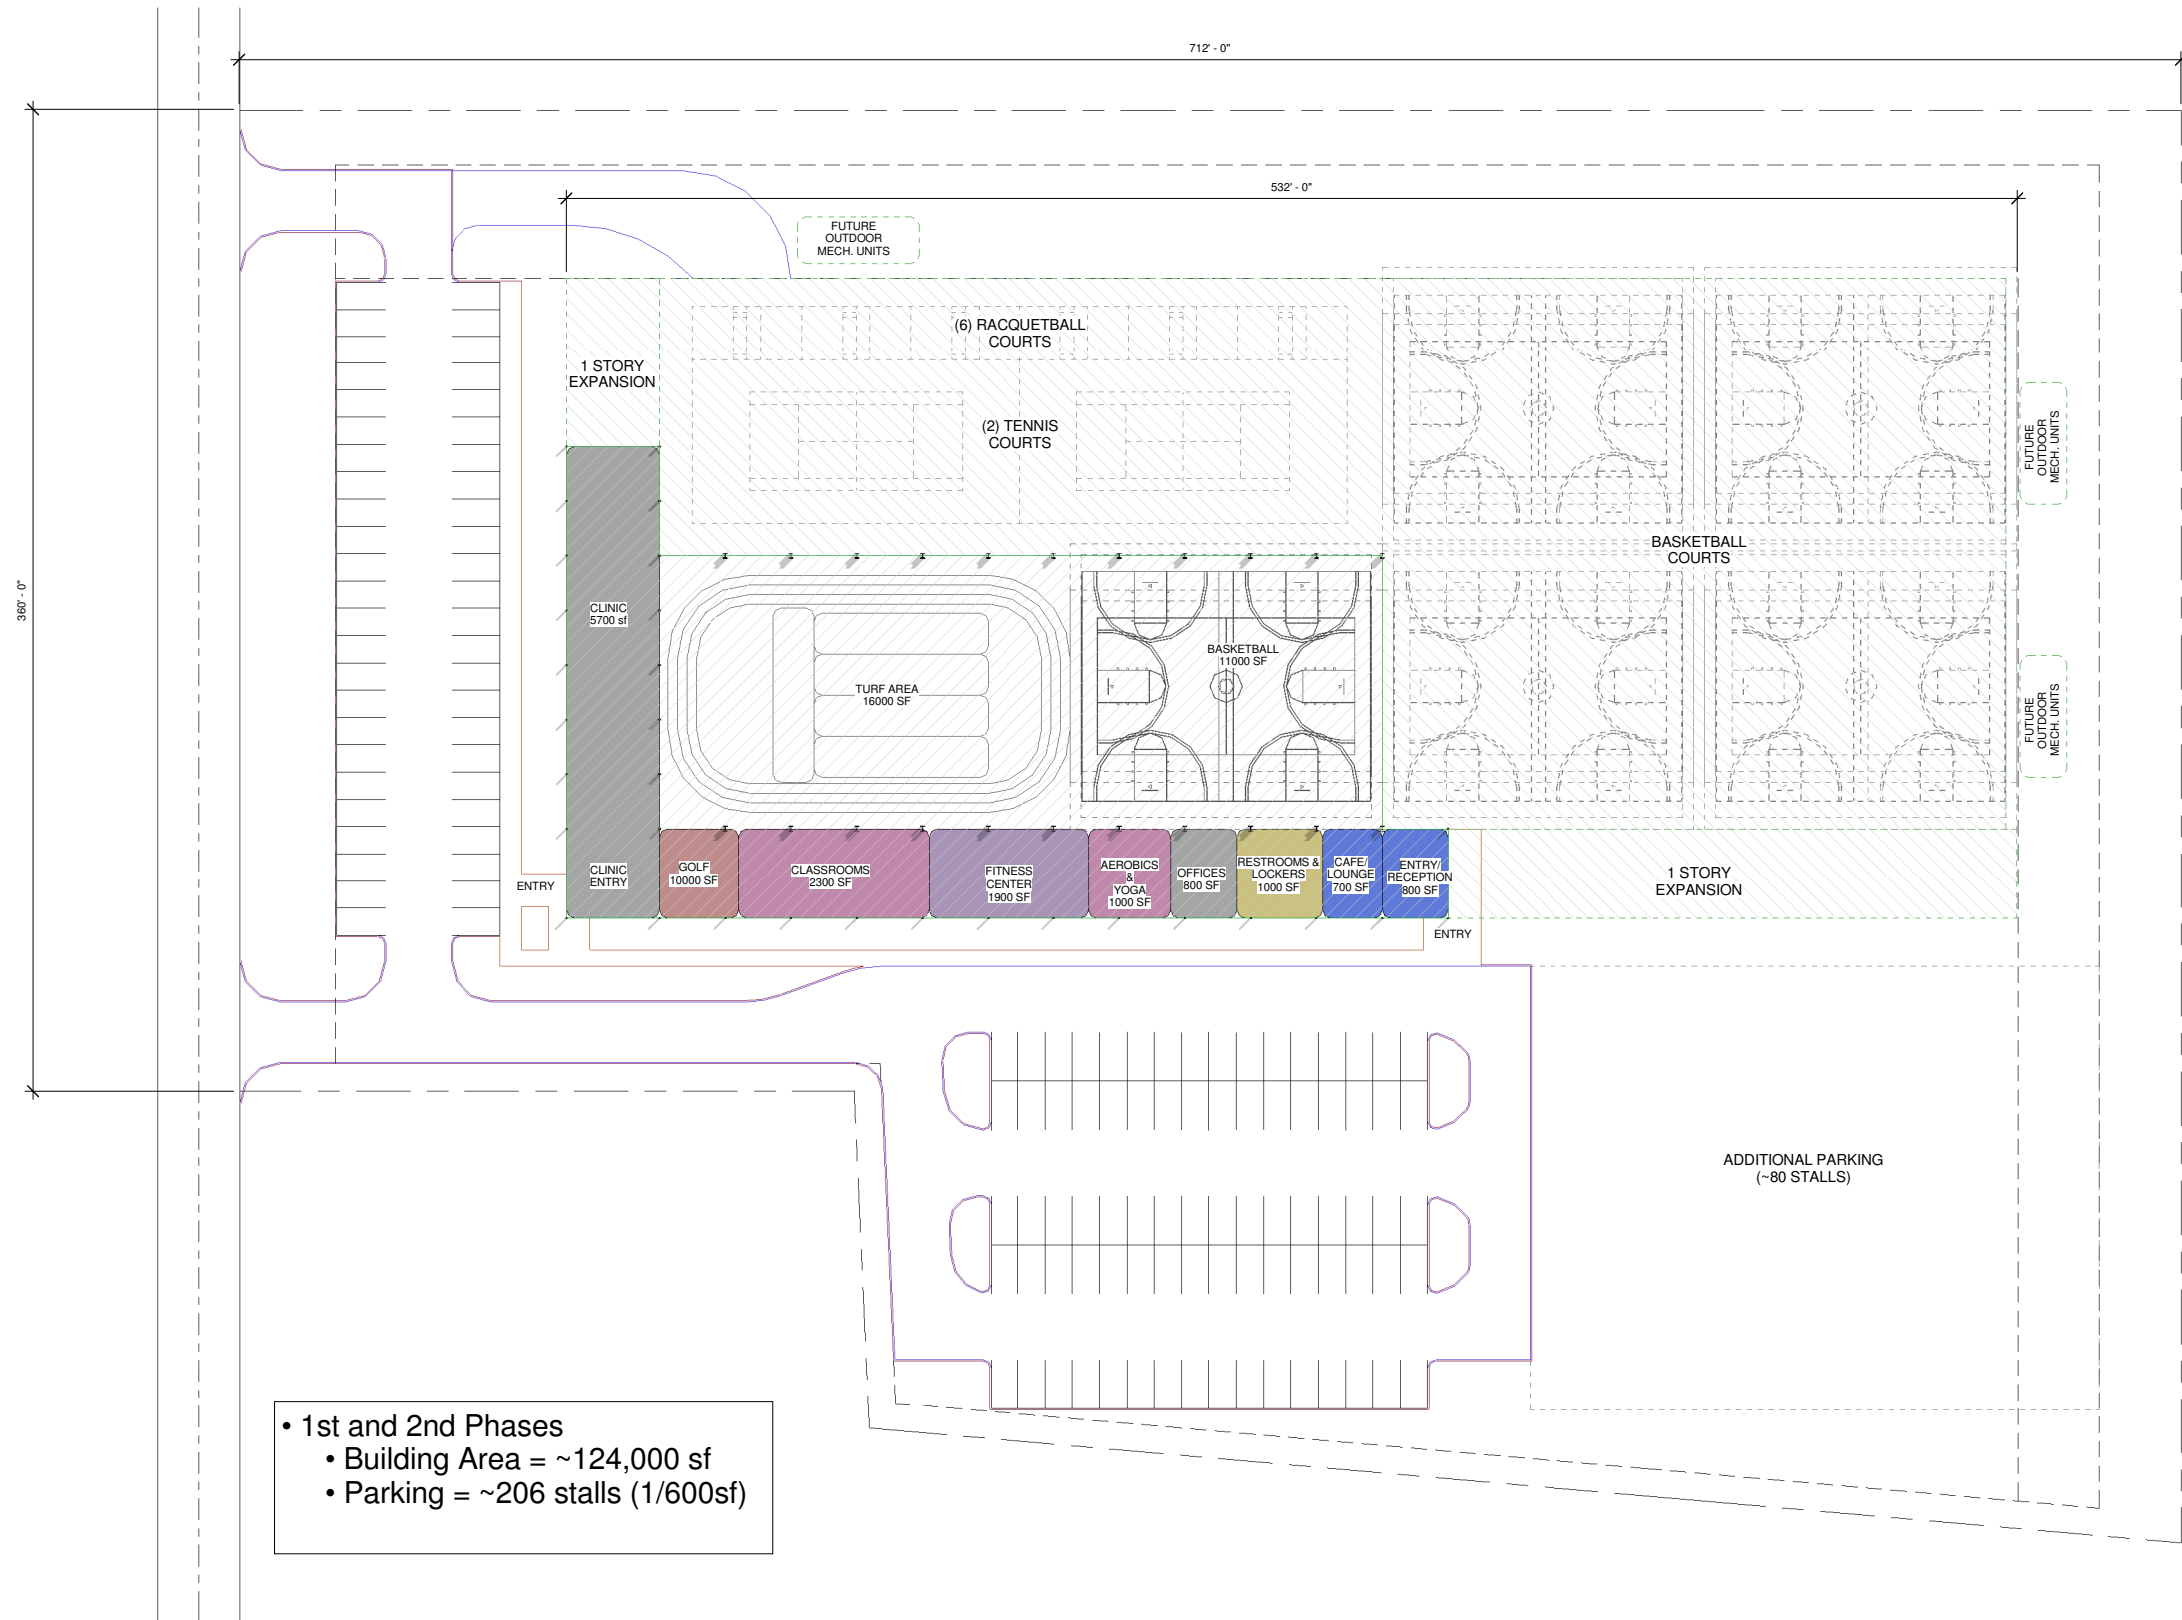 712' - 0"
532' - 0"
FUTURE
OUTDOOR
MECH. UNITS
(6) RACQUETBALL
COURTS
1 STORY
EXPANSION
(2) TENNIS
COURTS
FUTURE
OUTDOOR
MECH. UNITS
BASKETBALL
COURTS
360' - 0"
CLINIC
5700 sf
BASKETBALL
11000 SF
TURF AREA
16000 SF
FUTURE
OUTDOOR
MECH. UNITS
ENTRY
CLINIC
ENTRY
GOLF
10000 SF
CLASSROOMS
2300 SF
FITNESS
CENTER
1900 SF
AEROBICS
&
YOGA
1000 SF
OFFICES
800 SF
RESTROOMS &
LOCKERS
1000 SF
CAFE/
LOUNGE
700 SF
ENTRY/
RECEPTION
800 SF
1 STORY
EXPANSION
ENTRY
ADDITIONAL PARKING
(~80 STALLS)
• 1st and 2nd Phases
• Building Area = ~124,000 sf
• Parking = ~206 stalls (1/600sf)